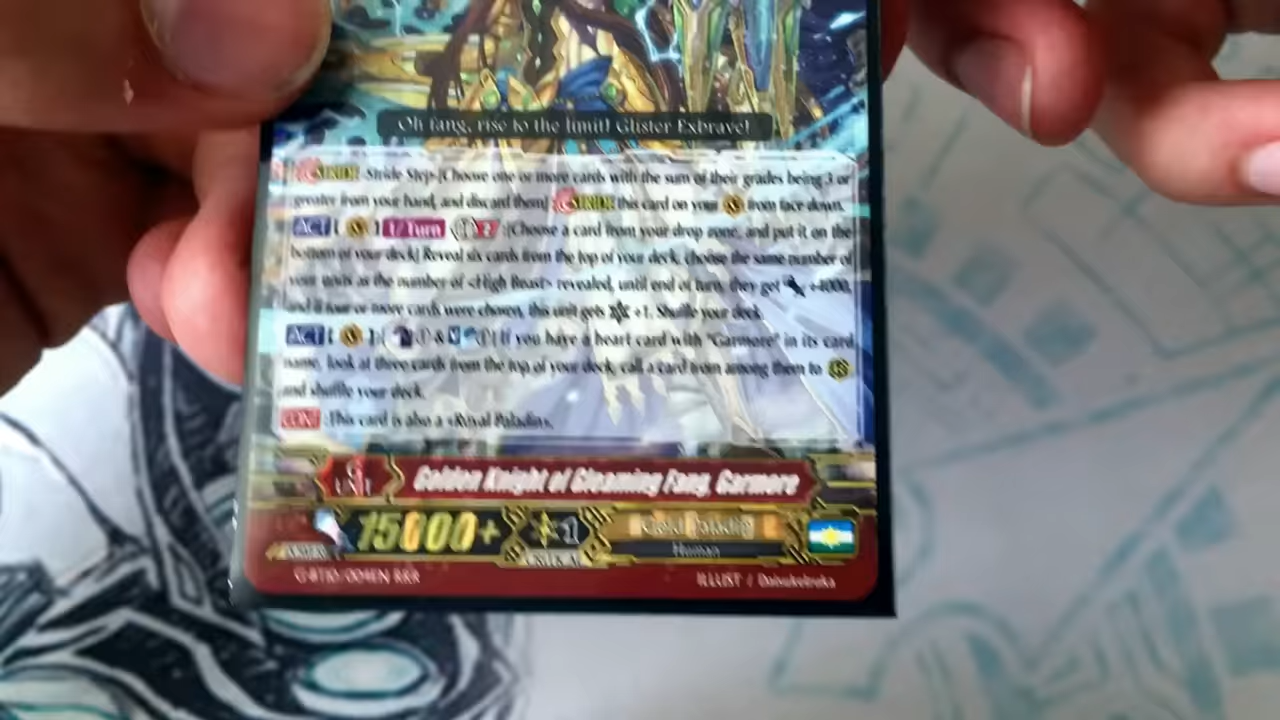 Oh fang, rise to the limit! Glister Exbrave!
STRIDE -Stride Step-[Choose one or more cards with the sum of their grades being 3 or
greater from your hand, and discard them] STRIDE this card on your from face down.
ACT 1/Turn 2 :[Choose a card from your drop zone, and put it on the
bottom of your deck] Reveal six cards from the top of your deck, choose the same number of
your units as the number of <High Beast> revealed, until end of turn, they get +4000,
and if four or more cards were chosen, this unit gets +1. Shuffle your deck.
ACT & If you have a heart card with "Garmore" in its card
name, look at three cards from the top of your deck, call a card from among them to
and shuffle your deck.
CONT :This card is also a «Royal Paladin».
G UNIT Golden Knight of Gleaming Fang, Garmore
POWER 15000+ 1 CRITICAL Gold Paladin
Human
G-BT10/004EN RRR ILLUST / Daisukelzuka